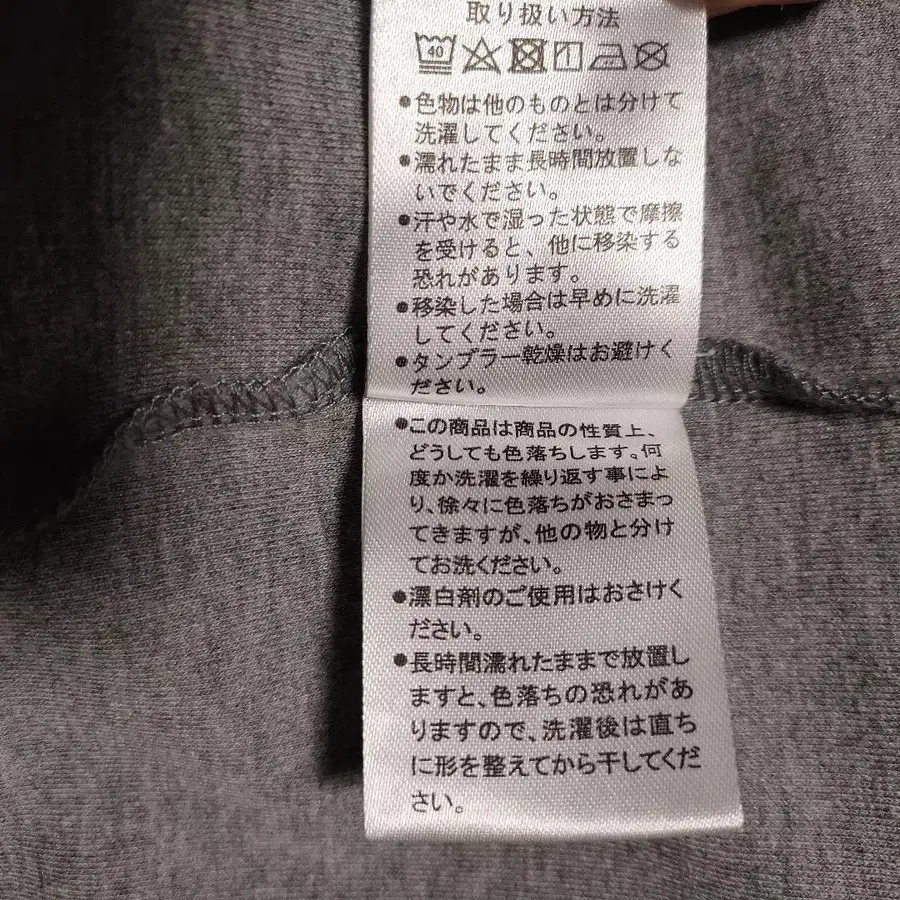 取り扱い方法
40
●色物は他のものとは分けて
洗濯してください。
●濡れたまま長時間放置しな
いでください。
●汗や水で湿った状態で摩擦
を受けると、他に移染する
恐れがあります。
●移染した場合は早めに洗濯
してください。
●タンブラー乾燥はお避けく
ださい。
●この商品は商品の性質上、
どうしても色落ちします。何
度か洗濯を繰り返す事によ
り、徐々に色落ちがおさまっ
てきますが、他の物と分け
てお洗ください。
●漂白剤のご使用はおさけく
ださい。
●長時間濡れたままで放置し
ますと、色落ちの恐れがあ
りますので、洗濯後は直ち
に形を整えてから干してくだ
さい。